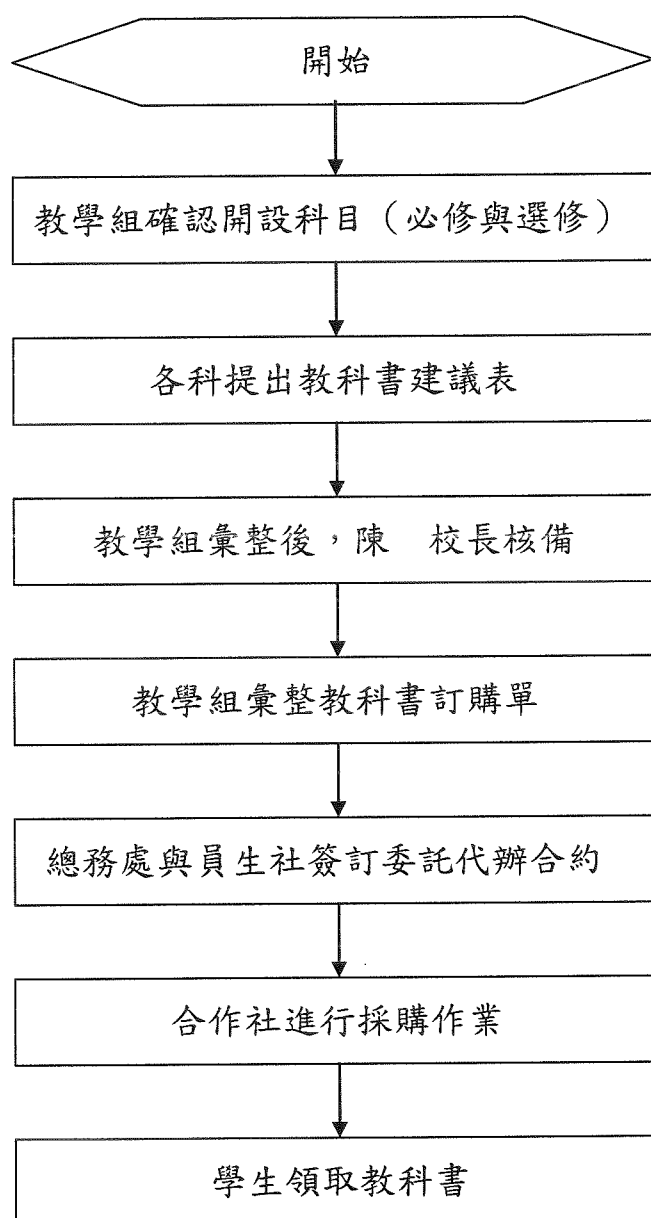 開始
教學組確認開設科目（必修與選修）
各科提出教科書建議表
教學組彙整後，陳　校長核備
教學組彙整教科書訂購單
總務處與員生社簽訂委託代辦合約
合作社進行採購作業
學生領取教科書